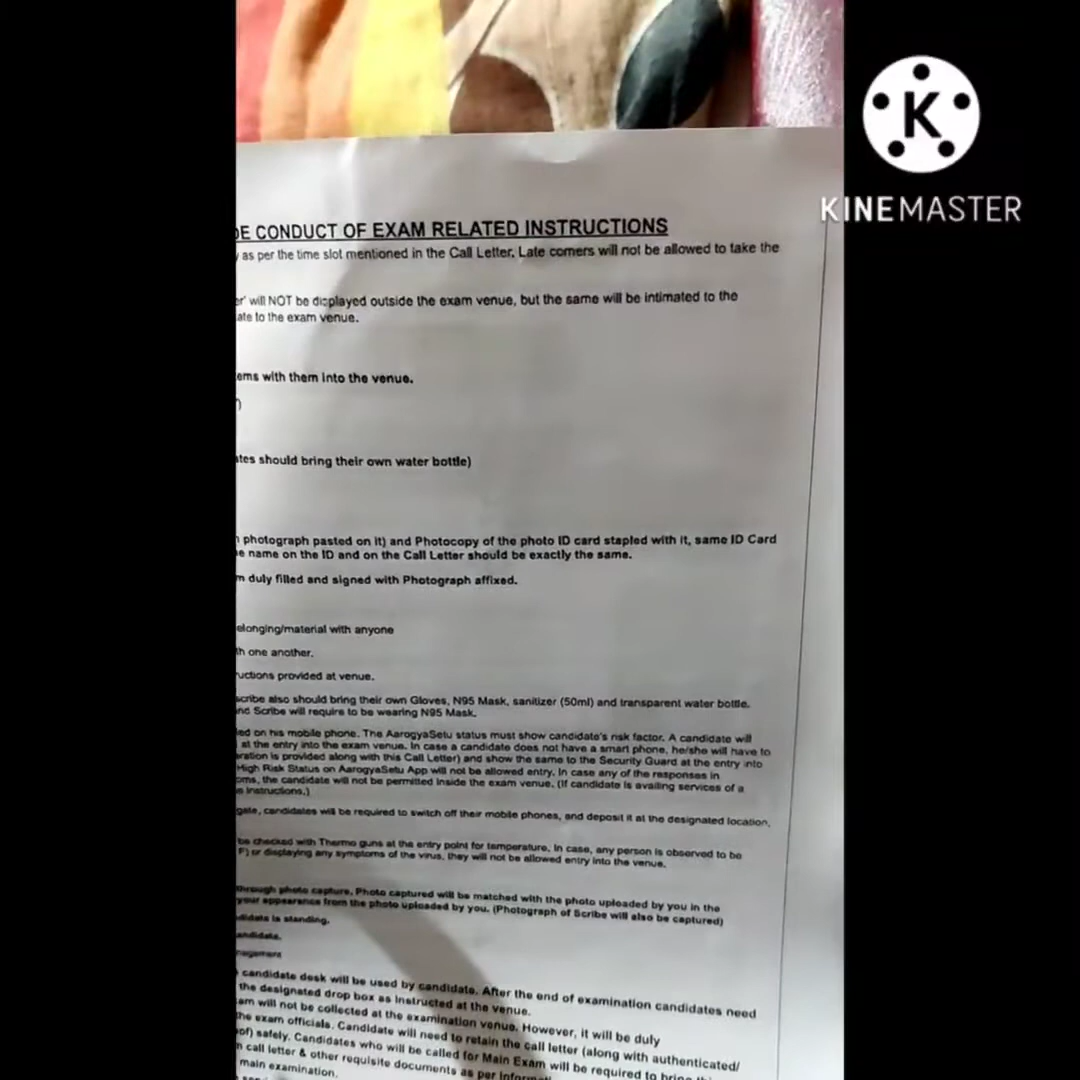 K
KINEMASTER
DE CONDUCT OF EXAM RELATED INSTRUCTIONS
as per the time slot mentioned in the Call Letter. Late comers will not be allowed to take the
er' will NOT be displayed outside the exam venue, but the same will be intimated to the
ate to the exam venue.
ems with them into the venue.
)
ates should bring their own water bottle)
photograph pasted on it) and Photocopy of the photo ID card stapled with it, same ID Card
e name on the ID and on the Call Letter should be exactly the same.
m duly filled and signed with Photograph affixed.
elonging/material with anyone
th one another.
uctions provided at venue.
scribe also should bring their own Gloves, N95 Mask, sanitizer (50ml) and transparent water bottle.
nd Scribe will require to be wearing N95 Mask.
led on his mobile phone. The AarogyaSetu status must show candidate's risk factor. A candidate will
at the entry into the exam venue. In case a candidate does not have a smart phone, he/she will have to
eration is provided along with this Call Letter) and show the same to the Security Guard at the entry into
High Risk Status on AarogyaSetu App will not be allowed entry. In case any of the responses in
oms, the candidate will not be permitted inside the exam venue. (If candidate is availing services of a
e Instructions.)
gate, candidates will be required to switch off their mobile phones, and deposit it at the designated location,
be checked with Thermo guns at the entry point for temperature. In case, any person is observed to be
F) or displaying any symptoms of the virus, they will not be allowed entry into the venue.
through photo capture. Photo captured will be matched with the photo uploaded by you in the
your appearance from the photo uploaded by you. (Photograph of Scribe will also be captured)
didate is standing.
andidate.
nagement
candidate desk will be used by candidate. After the end of examination candidates need
the designated drop box as instructed at the venue.
am will not be collected at the examination venue. However, it will be duly
the exam officials. Candidate will need to retain the call letter (along with authenticated/
of) safely. Candidates who will be called for Main Exam will be required to bring
n call letter & other requisite documents as per
main examination.